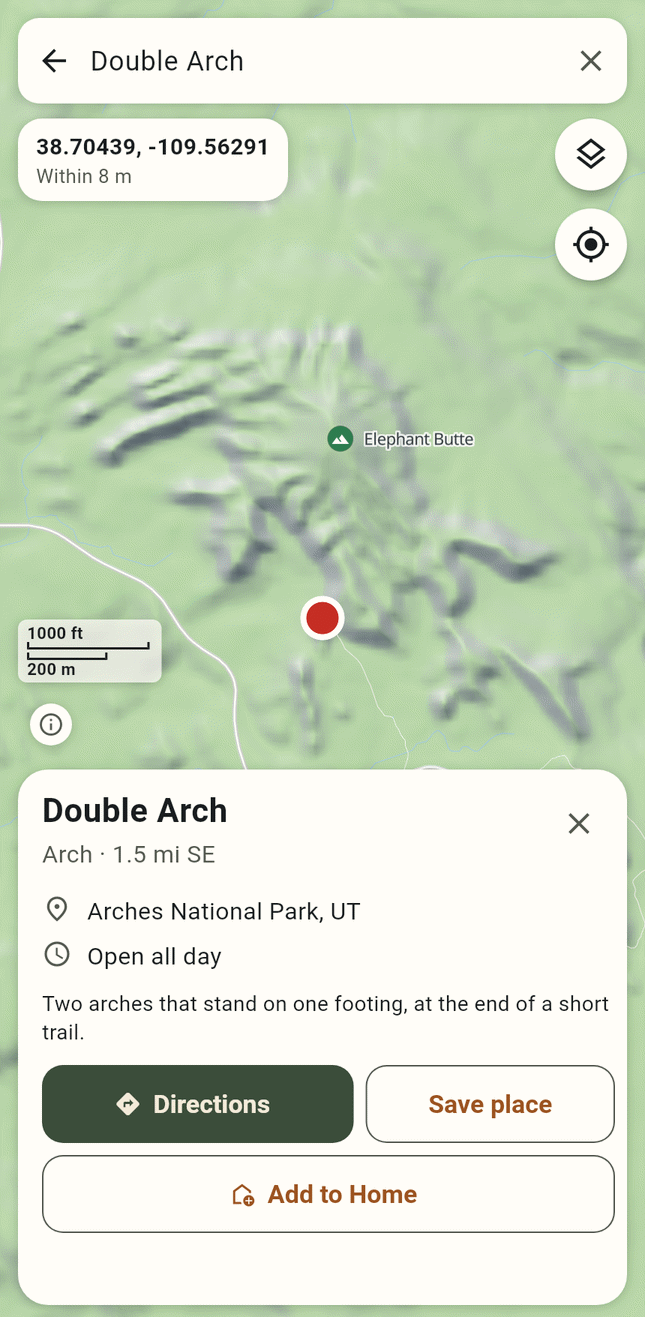 Double Arch
38.70439, -109.56291
Within 8 m
Elephant Butte
1000 ft
200 m
Double Arch
Arch · 1.5 mi SE
Arches National Park, UT
Open all day
Two arches that stand on one footing, at the end of a short
trail.
Directions
Save place
Add to Home